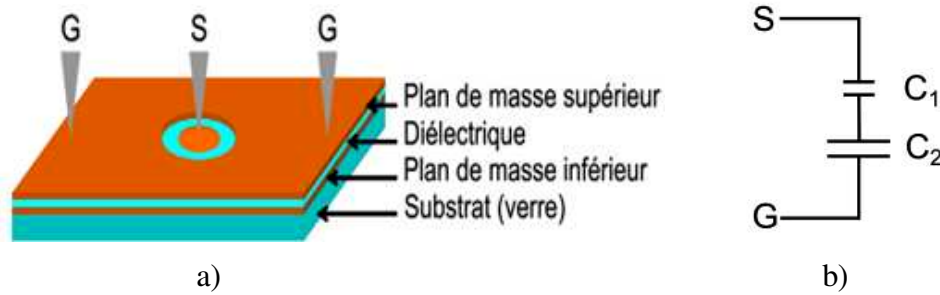 G S G
Plan de masse supérieur
Diélectrique
Plan de masse inférieur
Substrat (verre)
a)
S
C1
C2
G
b)